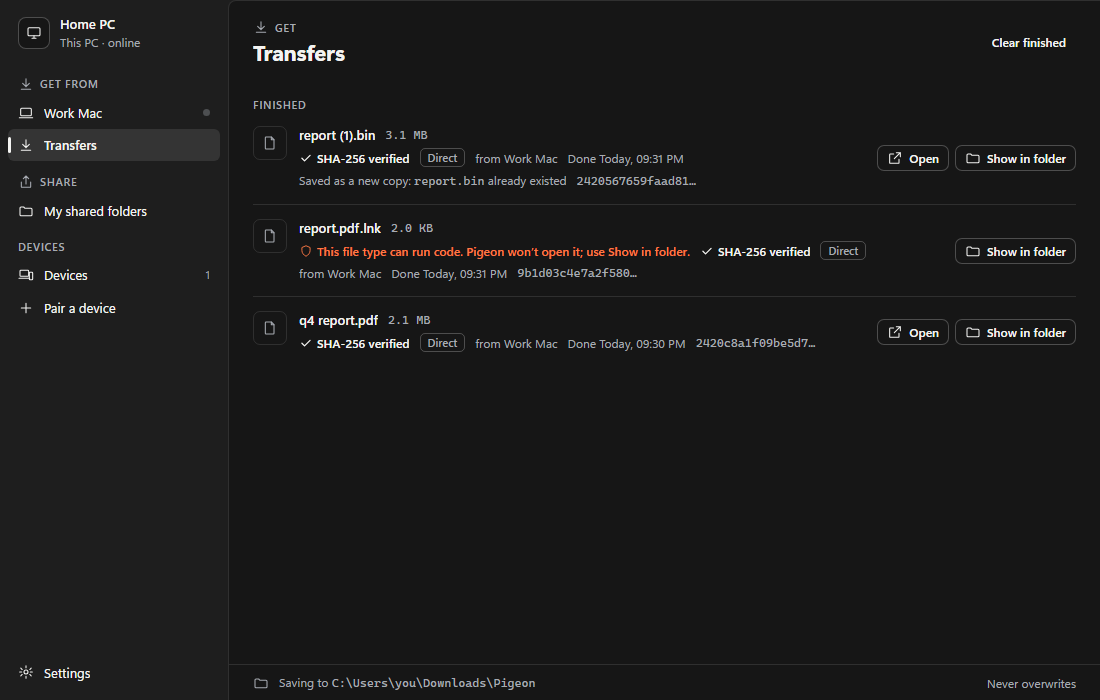 Home PC
This PC · online
GET FROM
Work Mac
Transfers
SHARE
My shared folders
DEVICES
Devices 1
Pair a device
Settings
GET
Transfers
Clear finished
FINISHED
report (1).bin 3.1 MB
SHA-256 verified Direct from Work Mac Done Today, 09:31 PM
Saved as a new copy: report.bin already existed 2420567659faad81…
Open Show in folder
report.pdf.lnk 2.0 KB
This file type can run code. Pigeon won’t open it; use Show in folder. SHA-256 verified Direct
from Work Mac Done Today, 09:31 PM 9b1d03c4e7a2f580…
Show in folder
q4 report.pdf 2.1 MB
SHA-256 verified Direct from Work Mac Done Today, 09:30 PM 2420c8a1f09be5d7…
Open Show in folder
Saving to C:\Users\you\Downloads\Pigeon
Never overwrites